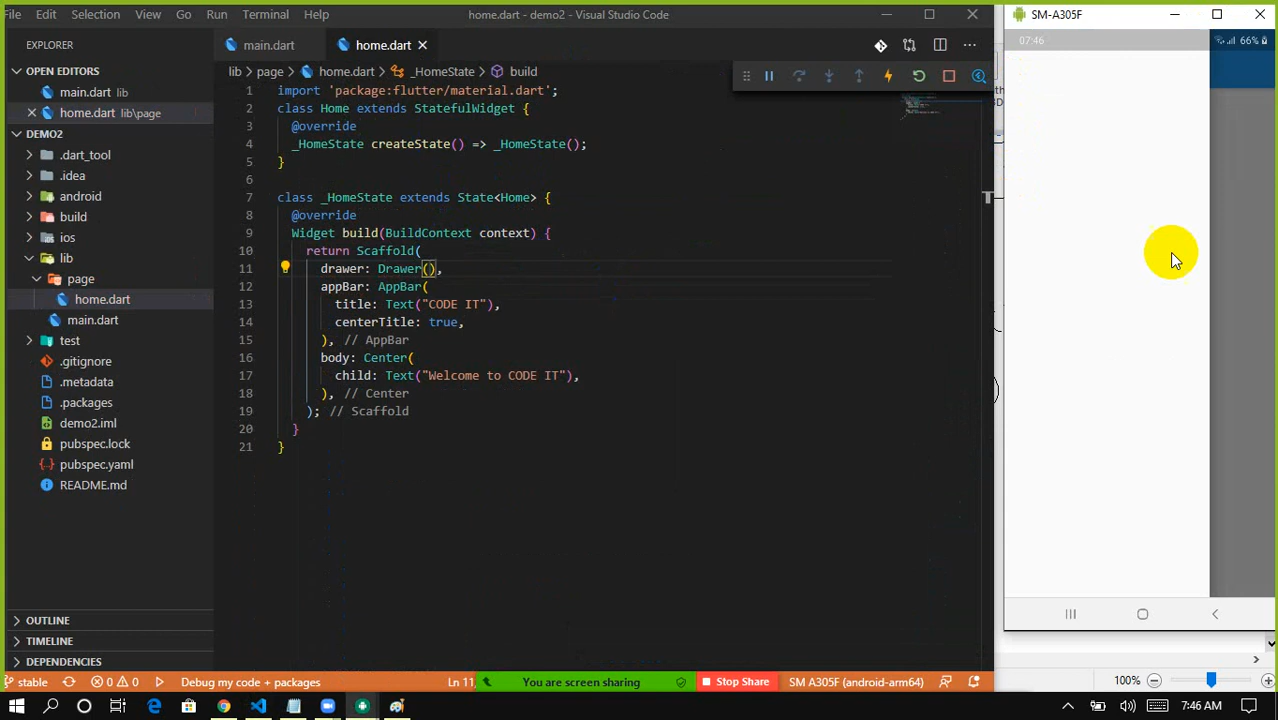 File Edit Selection View Go Run Terminal Help home.dart - demo2 - Visual Studio Code
SM-A305F
07:46 66%
EXPLORER
main.dart home.dart
OPEN EDITORS
main.dart lib
home.dart lib\page
DEMO2
.dart_tool
.idea
android
build
ios
lib
page
home.dart
main.dart
test
.gitignore
.metadata
.packages
demo2.iml
pubspec.lock
pubspec.yaml
README.md
OUTLINE
TIMELINE
DEPENDENCIES
lib > page > home.dart > _HomeState > build
1 import 'package:flutter/material.dart';
2 class Home extends StatefulWidget {
3 @override
4 _HomeState createState() => _HomeState();
5 }
6
7 class _HomeState extends State<Home> {
8 @override
9 Widget build(BuildContext context) {
10 return Scaffold(
11 drawer: Drawer(),
12 appBar: AppBar(
13 title: Text("CODE IT"),
14 centerTitle: true,
15 ), // AppBar
16 body: Center(
17 child: Text("Welcome to CODE IT"),
18 ), // Center
19 ); // Scaffold
20 }
21 }
stable 0 0 Debug my code + packages Ln 11, You are screen sharing Stop Share SM A305F (android-arm64)
100%
7:46 AM